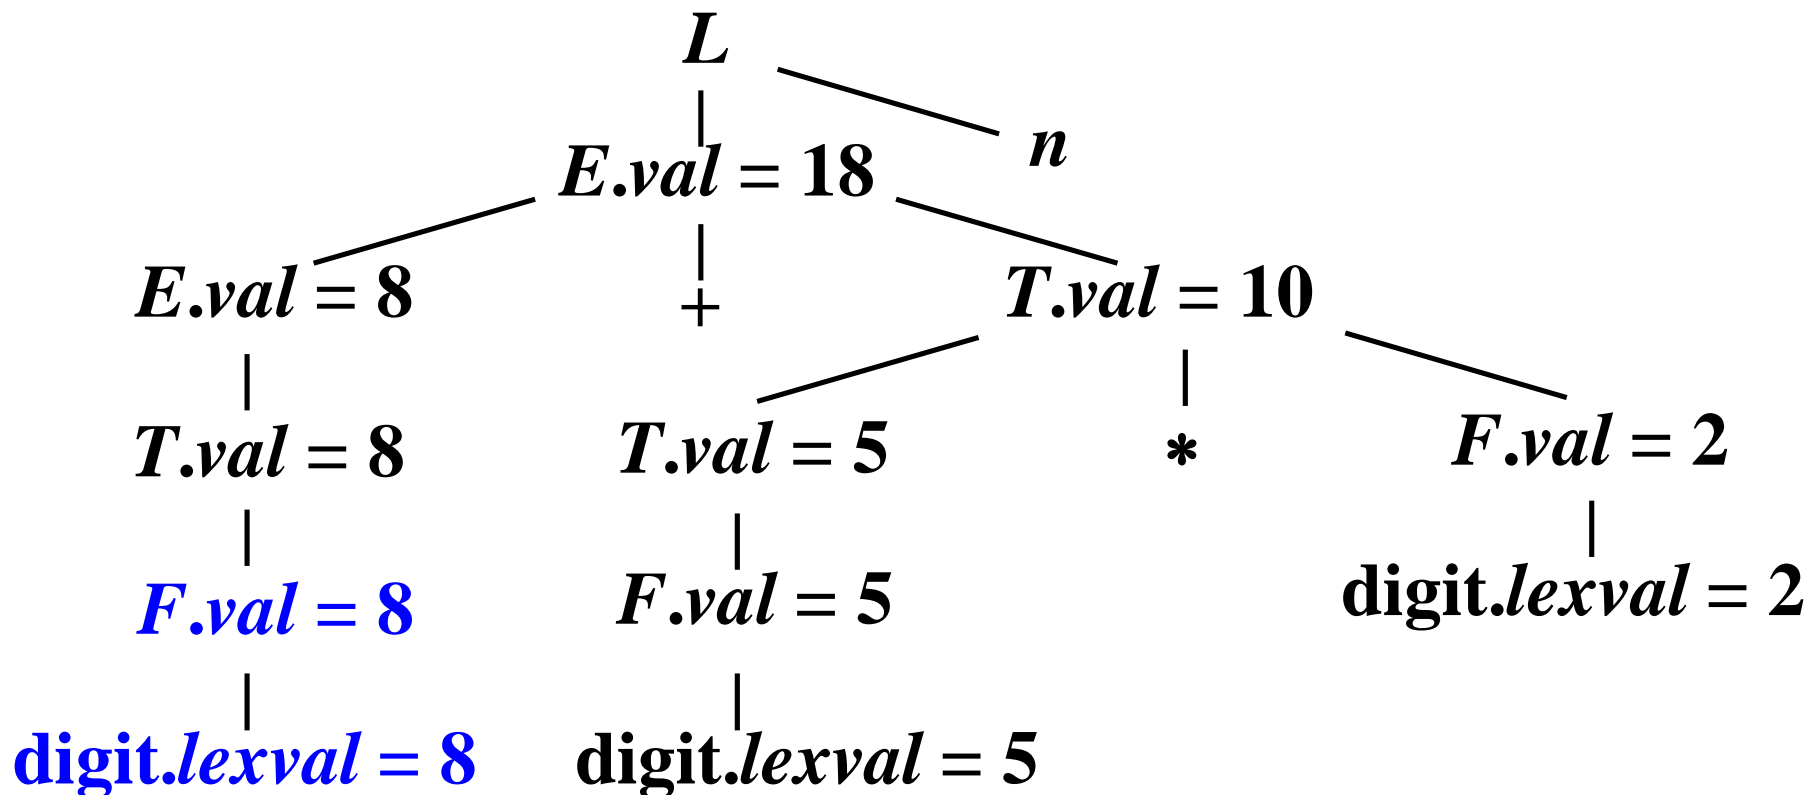 L
n
E.val = 18
E.val = 8
+
T.val = 10
T.val = 8
T.val = 5
*
F.val = 2
F.val = 8
F.val = 5
digit.lexval = 2
digit.lexval = 8
digit.lexval = 5